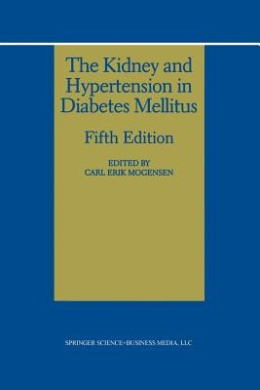 The Kidney and
Hypertension in
Diabetes Mellitus
Fifth Edition
EDITED BY
CARL ERIK MOGENSEN
SPRINGER SCIENCE+BUSINESS MEDIA, LLC